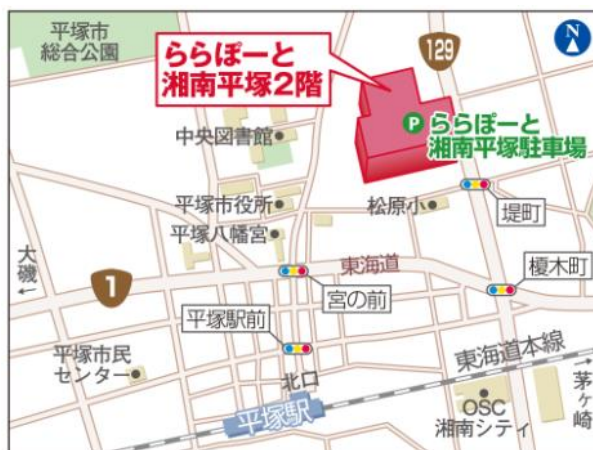 平塚市
総合公園
ららぽーと
湘南平塚2階
129
N
P
ららぽーと
湘南平塚駐車場
中央図書館
平塚市役所
松原小
堤町
平塚八幡宮
大磯
←
東海道
榎木町
1
宮の前
平塚駅前
平塚市民
センター
北口
東海道本線
→
茅ヶ崎
平塚駅
OSC
湘南シティ